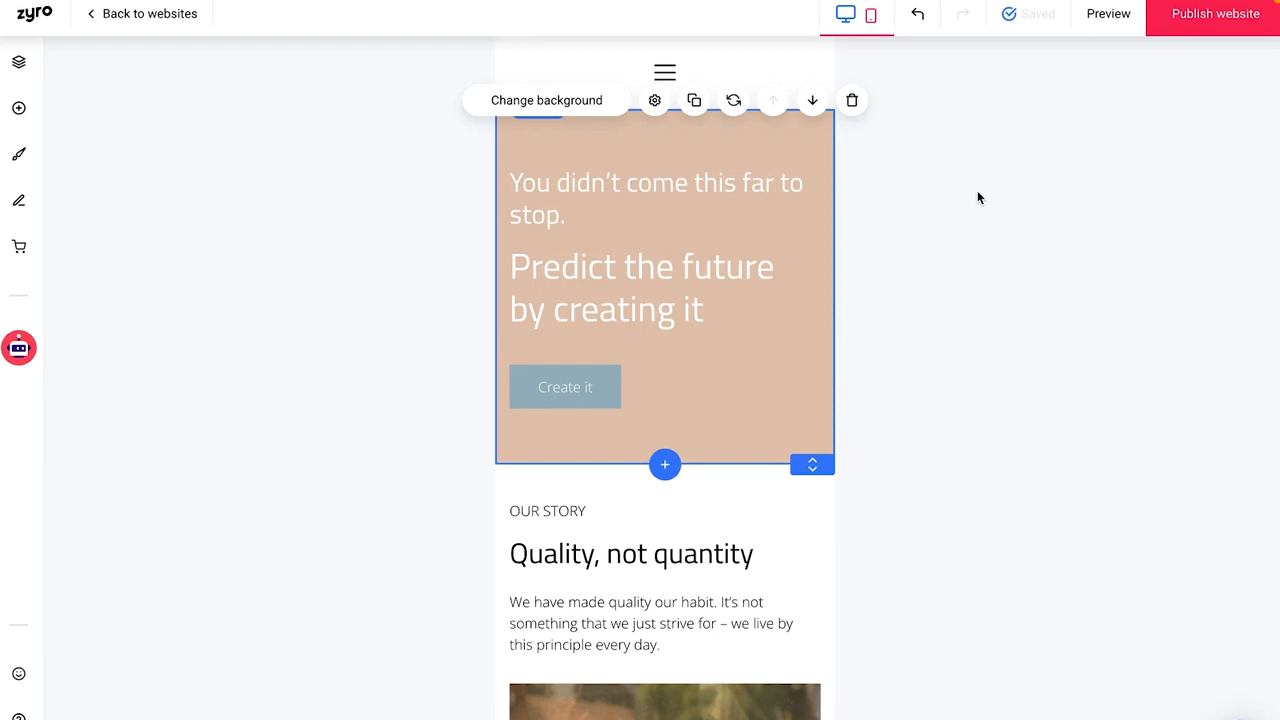 zyro
Back to websites
Saved
Preview
Publish website
Change background
You didn’t come this far to
stop.
Predict the future
by creating it
Create it
OUR STORY
Quality, not quantity
We have made quality our habit. It’s not
something that we just strive for – we live by
this principle every day.